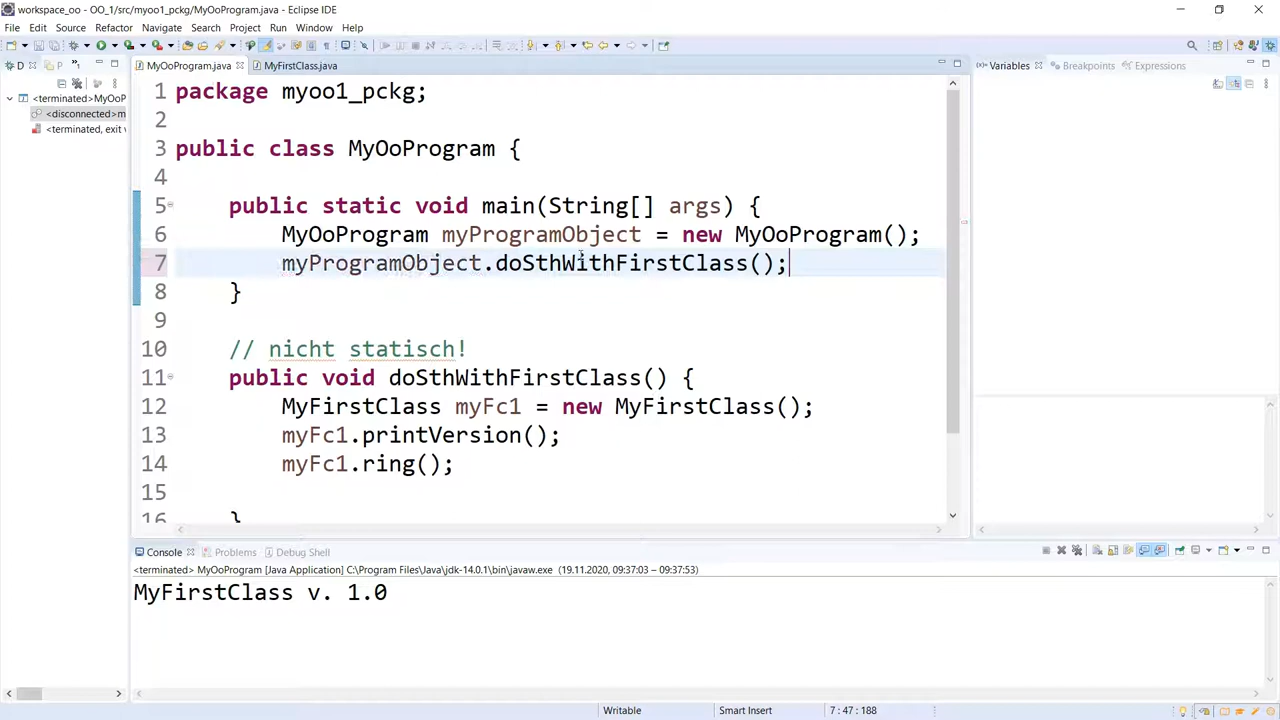 workspace_oo - OO_1/src/myoo1_pckg/MyOoProgram.java - Eclipse IDE
File Edit Source Refactor Navigate Search Project Run Window Help
D P MyOoProgram.java MyFirstClass.java Variables Breakpoints Expressions
<terminated>MyOoP
<disconnected>m
<terminated, exit v
1 package myoo1_pckg;
2
3 public class MyOoProgram {
4
5 public static void main(String[] args) {
6 MyOoProgram myProgramObject = new MyOoProgram();
7 myProgramObject.doSthWithFirstClass();
8 }
9
10 // nicht statisch!
11 public void doSthWithFirstClass() {
12 MyFirstClass myFc1 = new MyFirstClass();
13 myFc1.printVersion();
14 myFc1.ring();
15
16 }
Console Problems Debug Shell
<terminated> MyOoProgram [Java Application] C:\Program Files\Java\jdk-14.0.1\bin\javaw.exe (19.11.2020, 09:37:03 – 09:37:53)
MyFirstClass v. 1.0
Writable Smart Insert 7 : 47 : 188